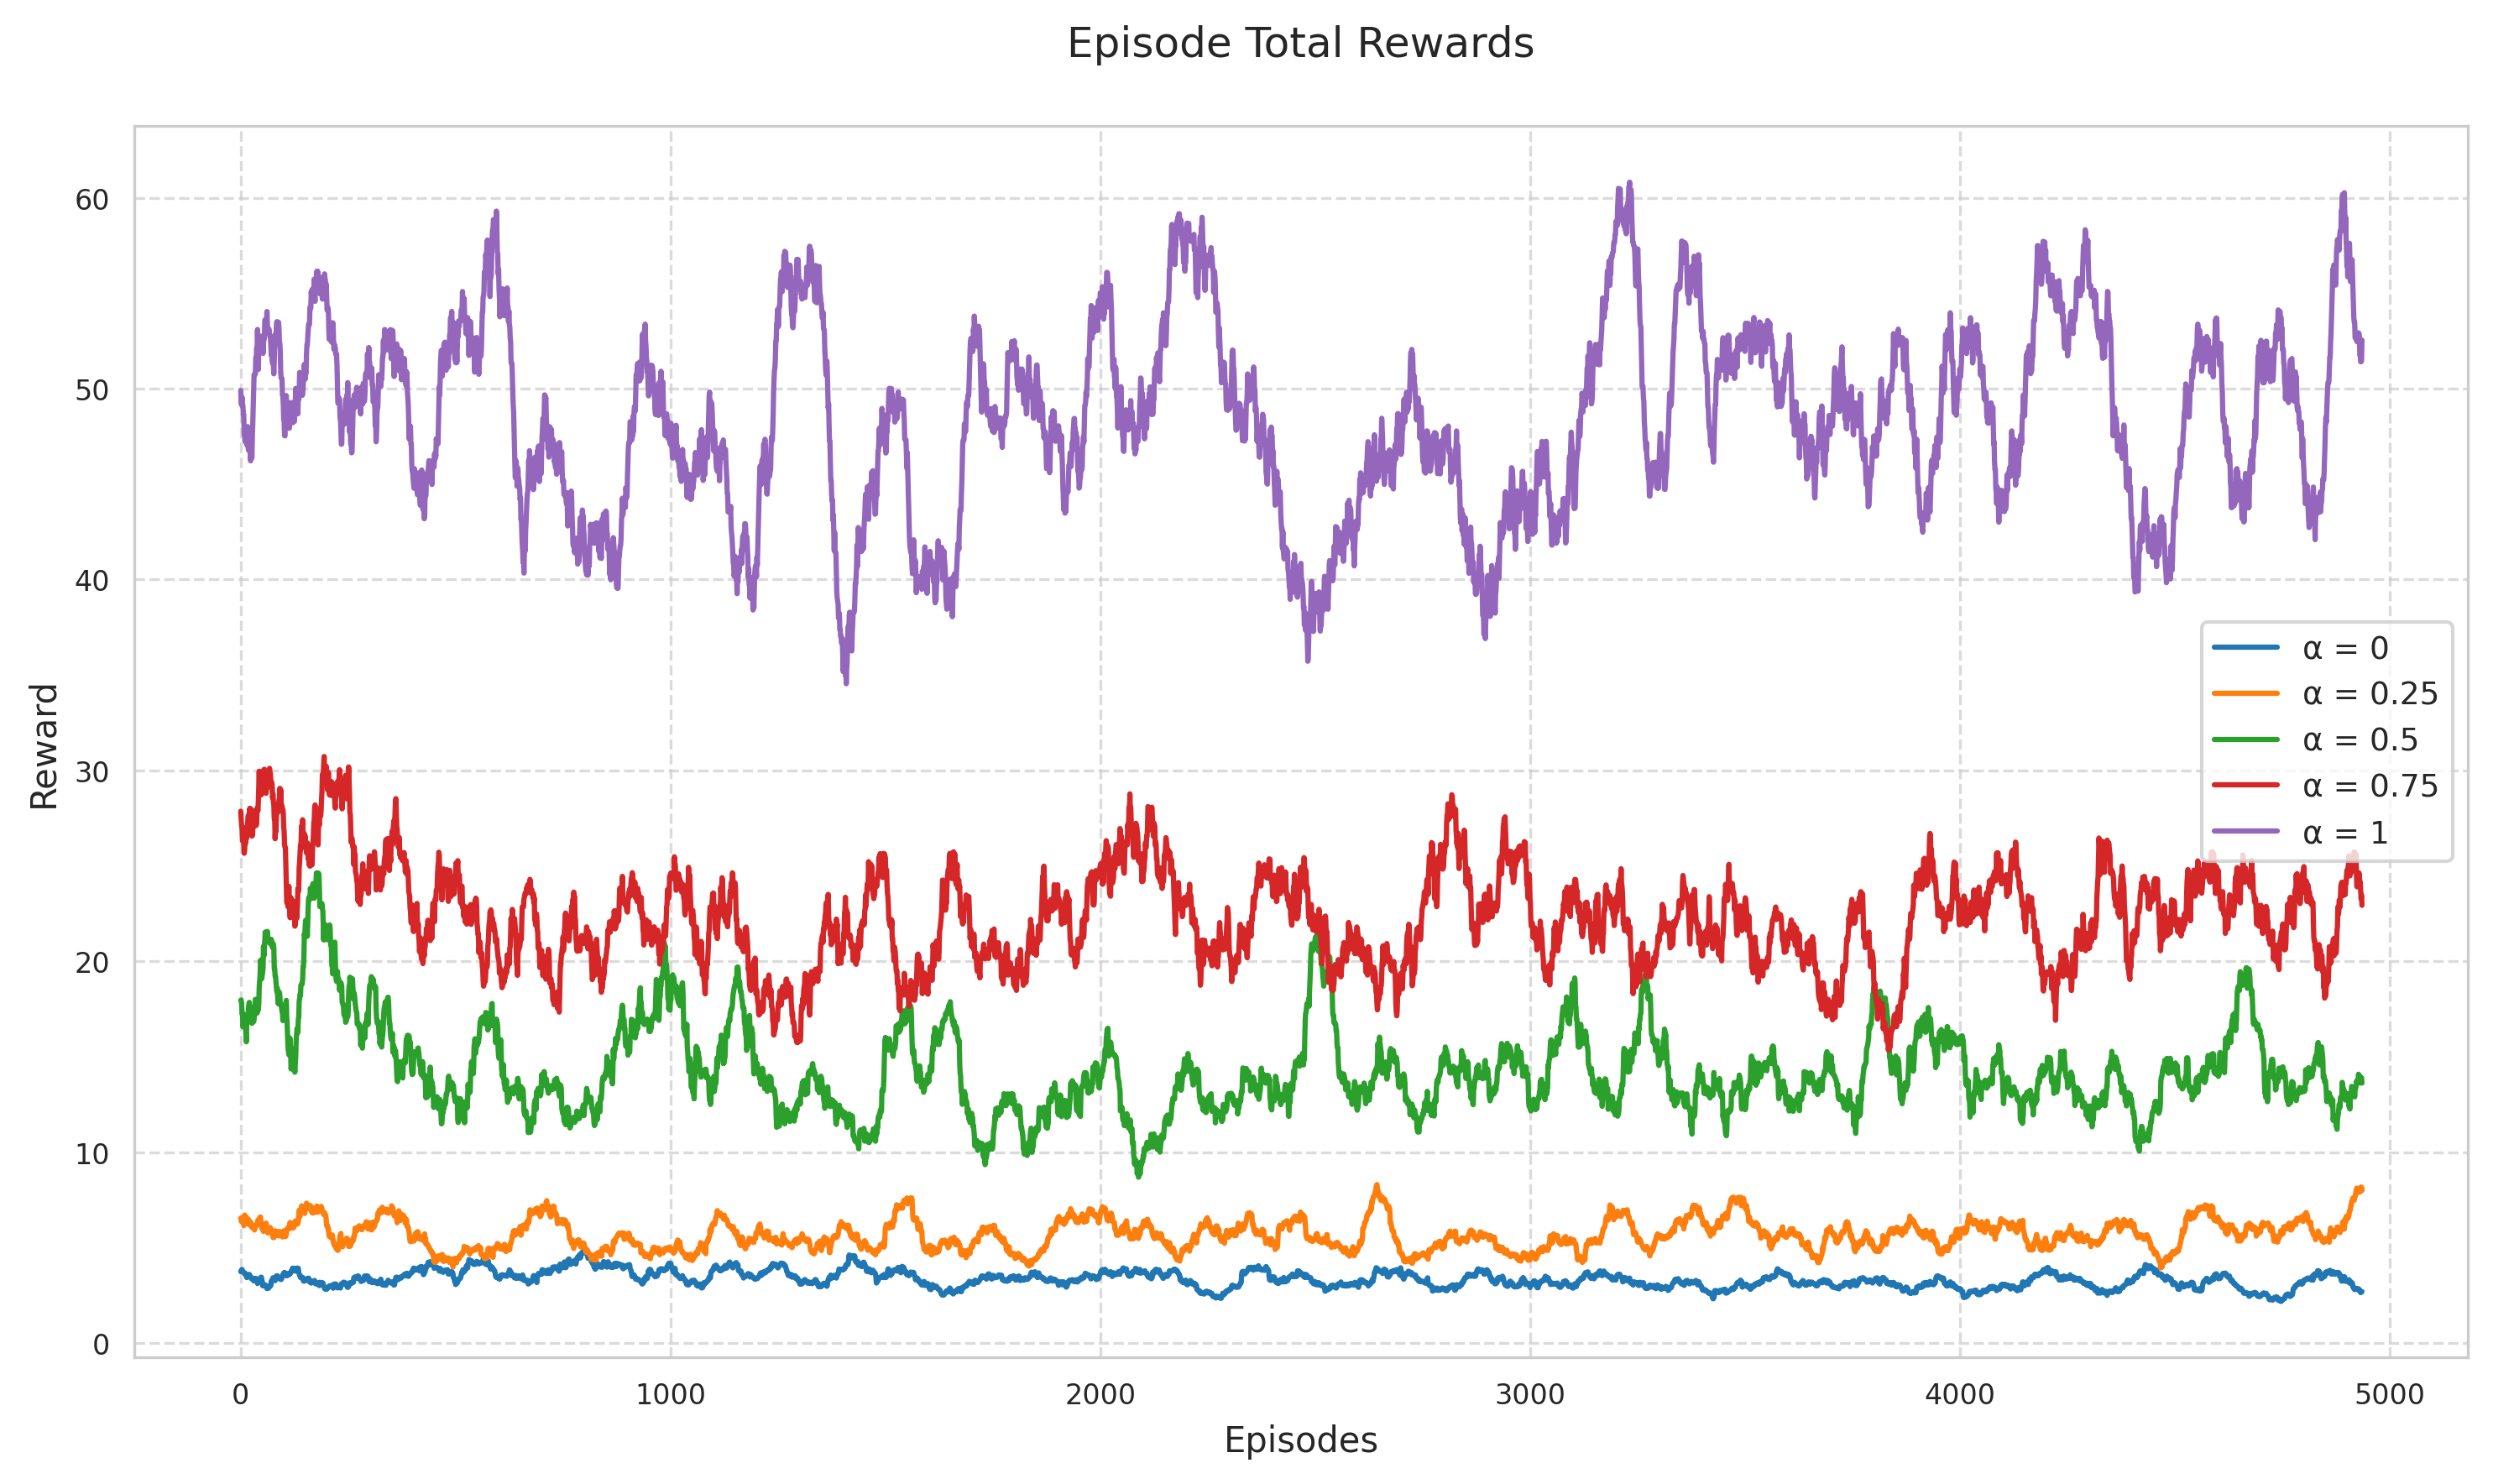 Episode Total Rewards
60
50
40
30
20
10
0
Reward
α = 0
α = 0.25
α = 0.5
α = 0.75
α = 1
0 1000 2000 3000 4000 5000
Episodes